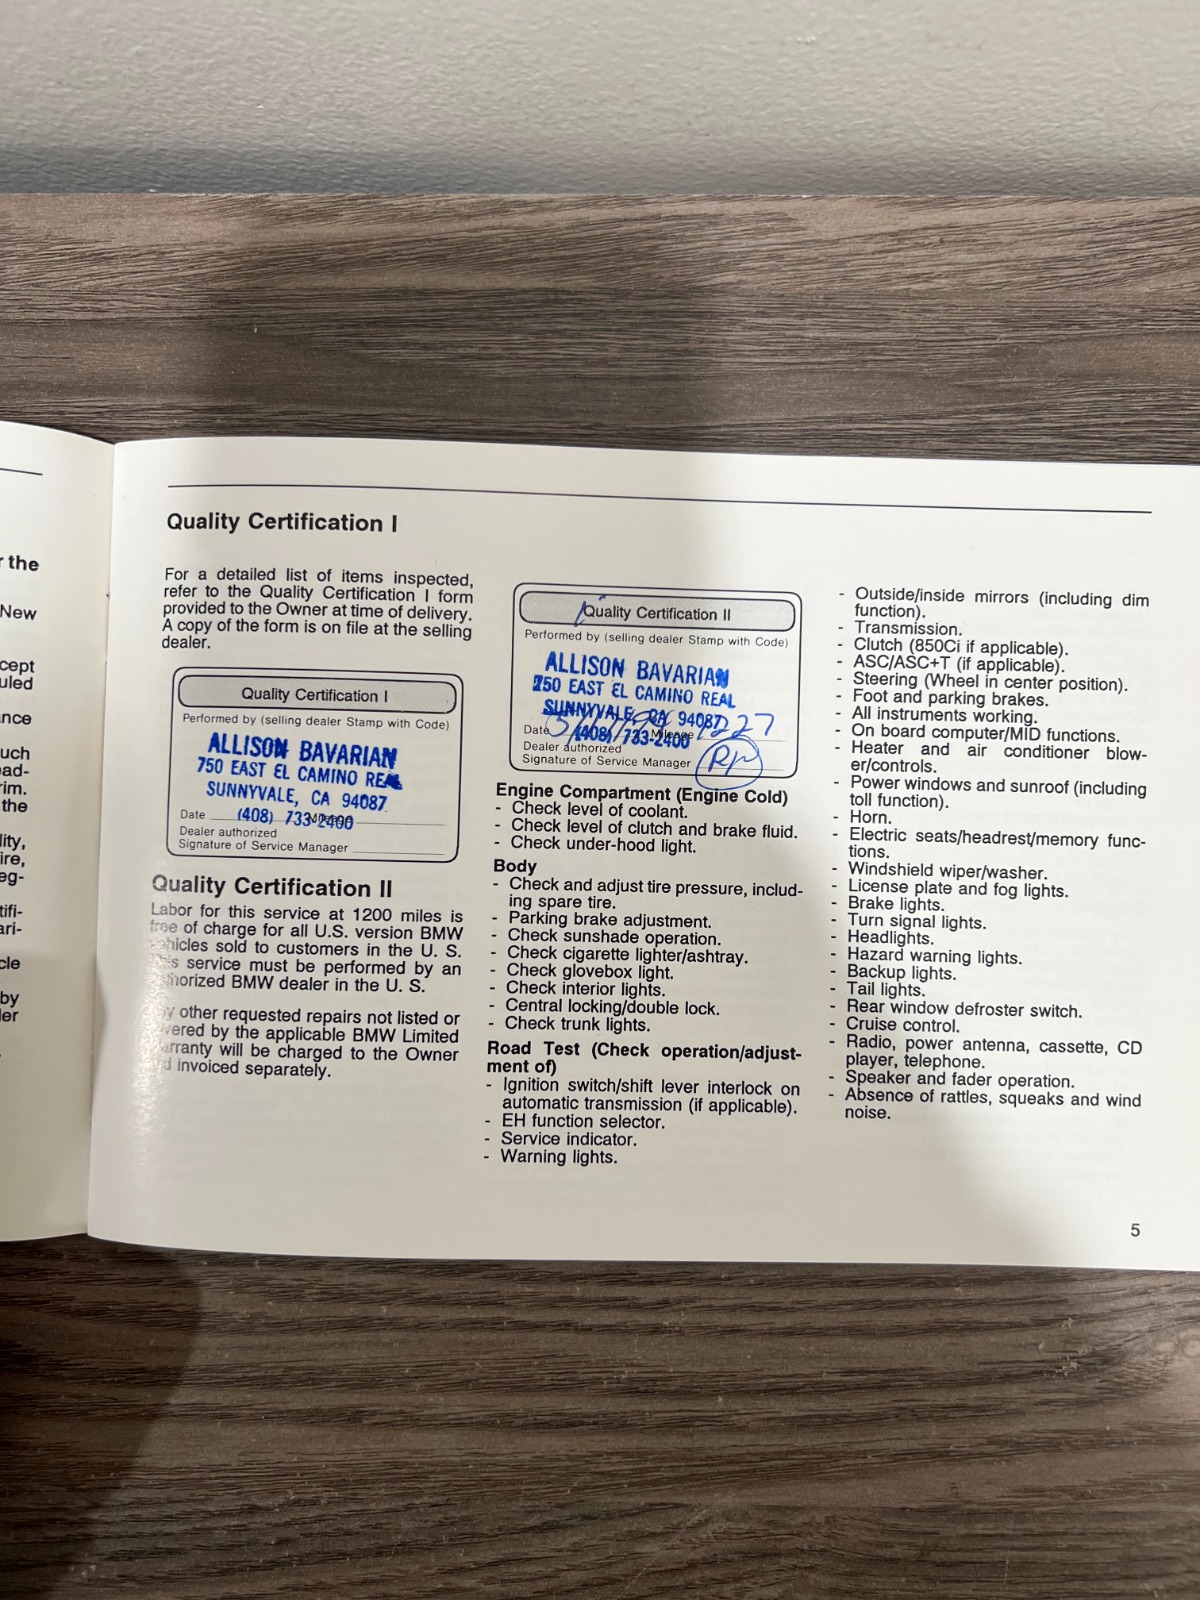 r the
New
cept
uled
nce
uch
ad-
rim.
the
lity,
ire,
eg-
tifi-
ari-
cle
by
ler
Quality Certification I
For a detailed list of items inspected,
refer to the Quality Certification I form
provided to the Owner at time of delivery.
A copy of the form is on file at the selling
dealer.
Quality Certification I
Performed by (selling dealer Stamp with Code)
ALLISON BAVARIAN
750 EAST EL CAMINO REAL
SUNNYVALE, CA 94087
Date (408) 733-2400 Mileage
Dealer authorized
Signature of Service Manager
Quality Certification II
Labor for this service at 1200 miles is
free of charge for all U.S. version BMW
vehicles sold to customers in the U. S.
This service must be performed by an
authorized BMW dealer in the U. S.
other requested repairs not listed or
vered by the applicable BMW Limited
arranty will be charged to the Owner
invoiced separately.
Quality Certification II
Performed by (selling dealer Stamp with Code)
ALLISON BAVARIAN
750 EAST EL CAMINO REAL
SUNNYVALE, CA 94087
Date (408) 733-2400 Mileage 1227
Dealer authorized
Signature of Service Manager
Engine Compartment (Engine Cold)
- Check level of coolant.
- Check level of clutch and brake fluid.
- Check under-hood light.
Body
- Check and adjust tire pressure, includ-
ing spare tire.
- Parking brake adjustment.
- Check sunshade operation.
- Check cigarette lighter/ashtray.
- Check glovebox light.
- Check interior lights.
- Central locking/double lock.
- Check trunk lights.
Road Test (Check operation/adjust-
ment of)
- Ignition switch/shift lever interlock on
automatic transmission (if applicable).
- EH function selector.
- Service indicator.
- Warning lights.
- Outside/inside mirrors (including dim
function).
- Transmission.
- Clutch (850Ci if applicable).
- ASC/ASC+T (if applicable).
- Steering (Wheel in center position).
- Foot and parking brakes.
- All instruments working.
- On board computer/MID functions.
- Heater and air conditioner blow-
er/controls.
- Power windows and sunroof (including
toll function).
- Horn.
- Electric seats/headrest/memory func-
tions.
- Windshield wiper/washer.
- License plate and fog lights.
- Brake lights.
- Turn signal lights.
- Headlights.
- Hazard warning lights.
- Backup lights.
- Tail lights.
- Rear window defroster switch.
- Cruise control.
- Radio, power antenna, cassette, CD
player, telephone.
- Speaker and fader operation.
- Absence of rattles, squeaks and wind
noise.
5